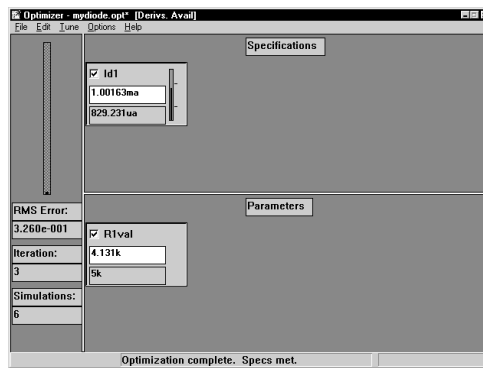 Optimizer - mydiode.opt* [Derivs. Avail]
File Edit Tune Options Help
Specifications
Id1
1.00163ma
829.231ua
RMS Error:
3.260e-001
Iteration:
3
Simulations:
6
Parameters
R1val
4.131k
5k
Optimization complete. Specs met.